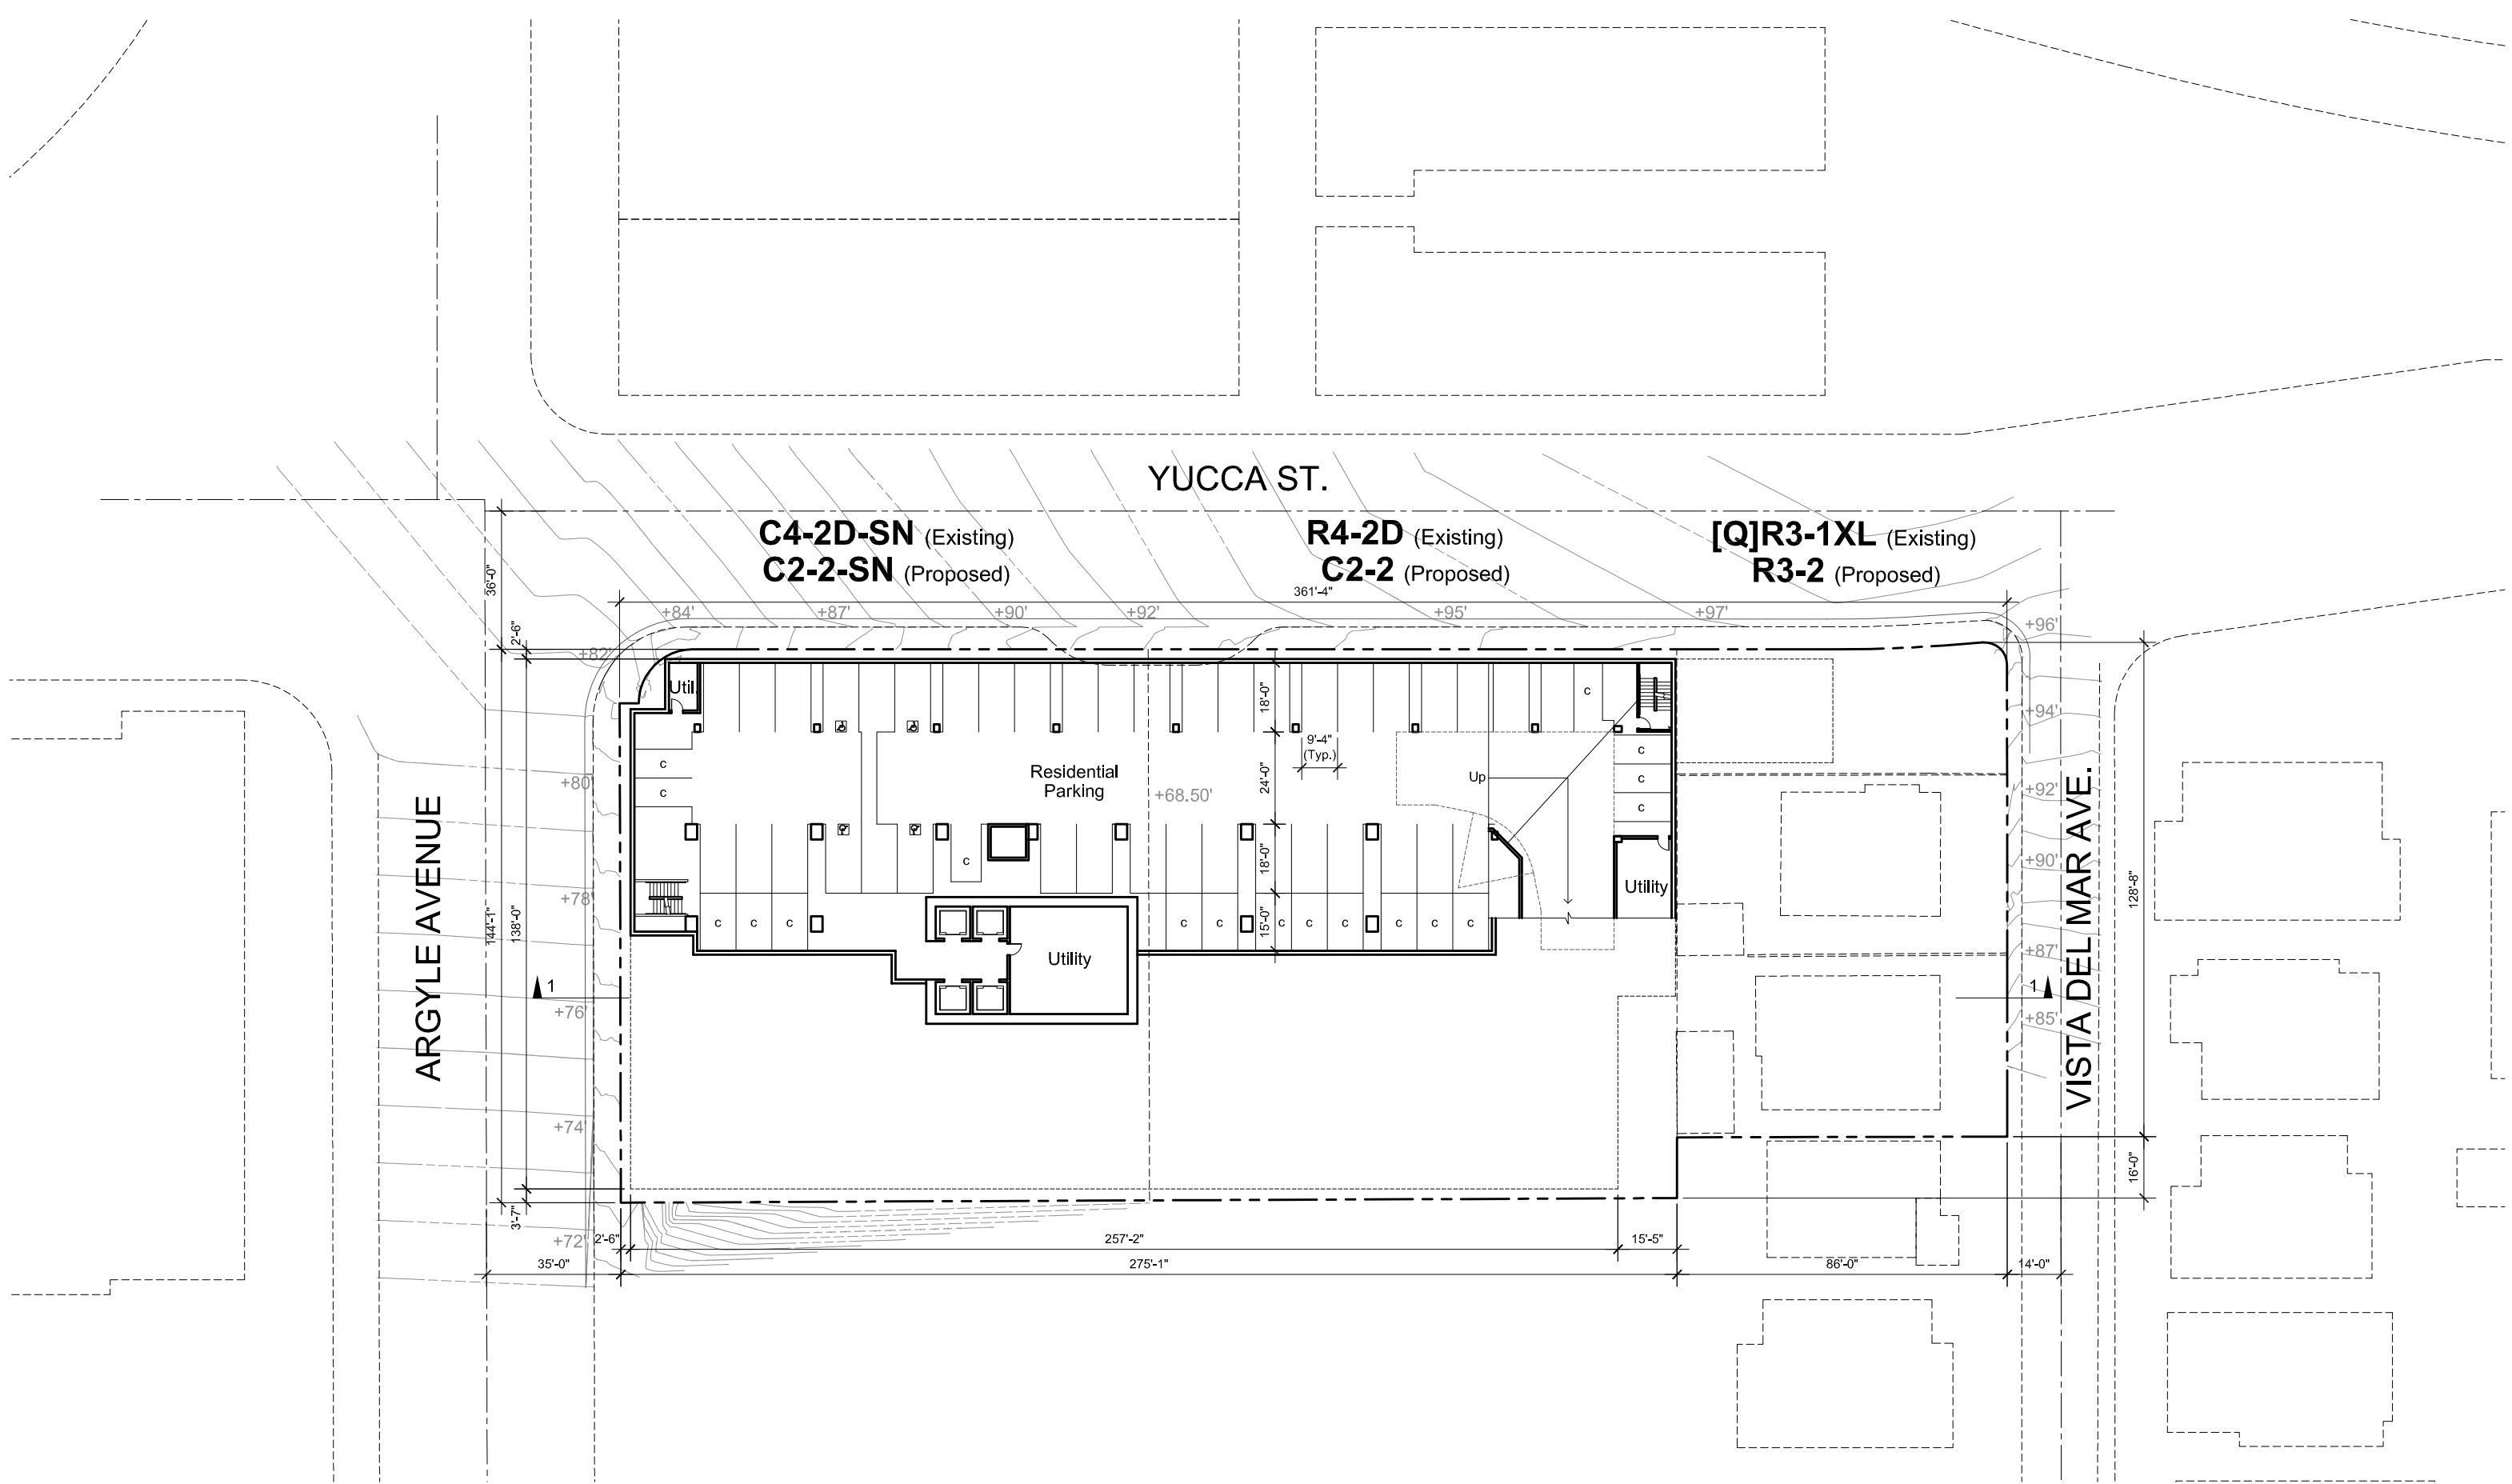 YUCCA ST.
C4-2D-SN (Existing)
C2-2-SN (Proposed)
R4-2D (Existing)
C2-2 (Proposed)
[Q]R3-1XL (Existing)
R3-2 (Proposed)
361'-4"
36'-0"
2'-6"
+84'
+87'
+90'
+92'
+95'
+97'
+96'
+82'
Util.
18'-0"
c
+94'
9'-4"
(Typ.)
c
c
c
c
c
Residential
Parking
+68.50'
24'-0"
Up
+80'
+92'
ARGYLE AVENUE
VISTA DEL MAR AVE.
c
18'-0"
+90'
+78'
Utility
128'-8"
144'-1"
138'-0"
c
c
c
c
c
15'-0"
c
c
c
c
c
c
Utility
+87'
1
1
+76'
+85'
+74'
16'-0"
3'-7"
+72'
2'-6"
257'-2"
15'-5"
35'-0"
275'-1"
86'-0"
14'-0"